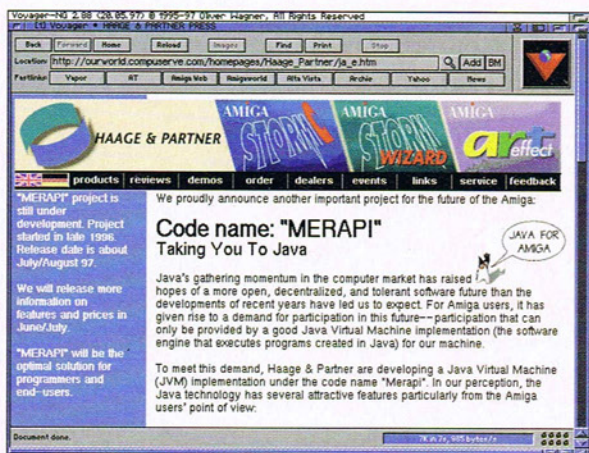 Voyager-NG 2.88 (20.05.97) © 1995-97 Oliver Wagner, All Rights Reserved
[1] Voyager • HAAGE & PARTNER PRESS
Back Forward Home Reload Images Find Print Stop
Location: http://ourworld.compuserve.com/homepages/Haage_Partner/ja_e.htm Add BM
Fastlinks: Vapor AT Amiga Web Amigaworld Alta Vista Archie Yahoo News
HAAGE & PARTNER
AMIGA STORM C
AMIGA STORM WIZARD
AMIGA art effect
products reviews demos order dealers events links service feedback
"MERAPI" project is
still under
development. Project
started in late 1996.
Release date is about
July/August 97.
We will release more
information on
features and prices in
June/July.
"MERAPI" will be the
optimal solution for
programmers and
end-users.
We proudly announce another important project for the future of the Amiga:
Code name: "MERAPI"
Taking You To Java
JAVA FOR
AMIGA
Java's gathering momentum in the computer market has raised
hopes of a more open, decentralized, and tolerant software future than the
developments of recent years have led us to expect. For Amiga users, it has
given rise to a demand for participation in this future--participation that can
only be provided by a good Java Virtual Machine implementation (the software
engine that executes programs created in Java) for our machine.
To meet this demand, Haage & Partner are developing a Java Virtual Machine
(JVM) implementation under the code name "Merapi". In our perception, the
Java technology has several attractive features particularly from the Amiga
users' point of view:
Document done.
7K in 7s, 985 bytes/s